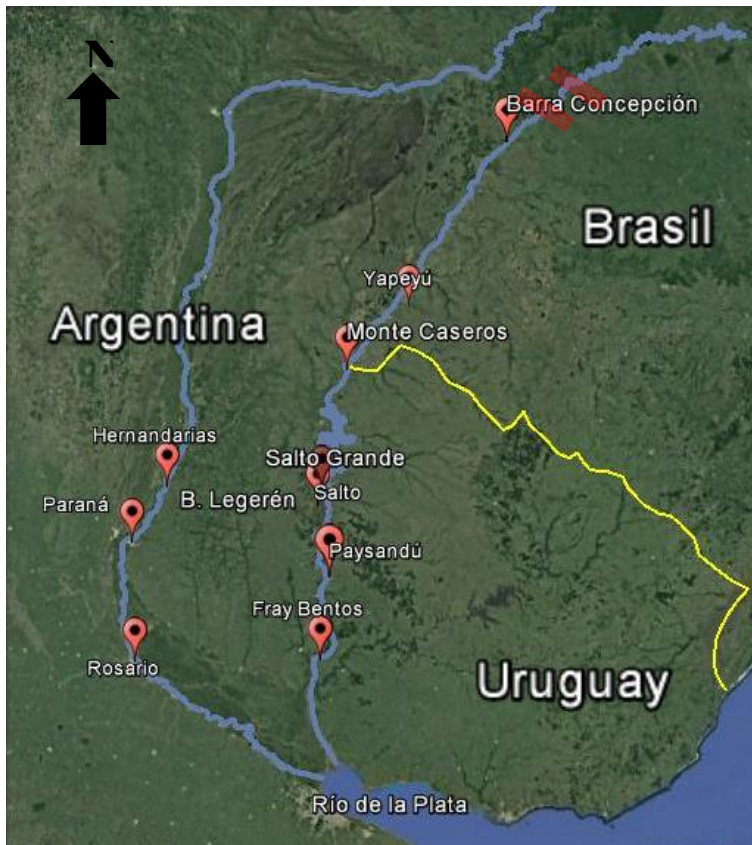 N
Barra Concepción
Brasil
Yapeyú
Argentina
Monte Caseros
Hernandarías
Salto Grande
B. Legerén
Salto
Paraná
Paysandú
Fray Bentos
Rosario
Uruguay
Río de la Plata